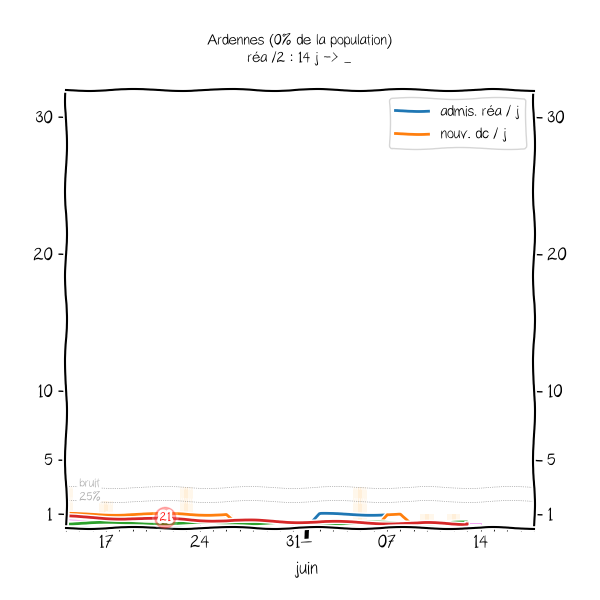 Ardennes (0% de la population)
réa /2 : 14 j -> _
admis. réa / j
nouv. dc / j
30
30
20
20
10
10
5
5
bruit
25%
1
21
1
17 24 31 07 14
juin